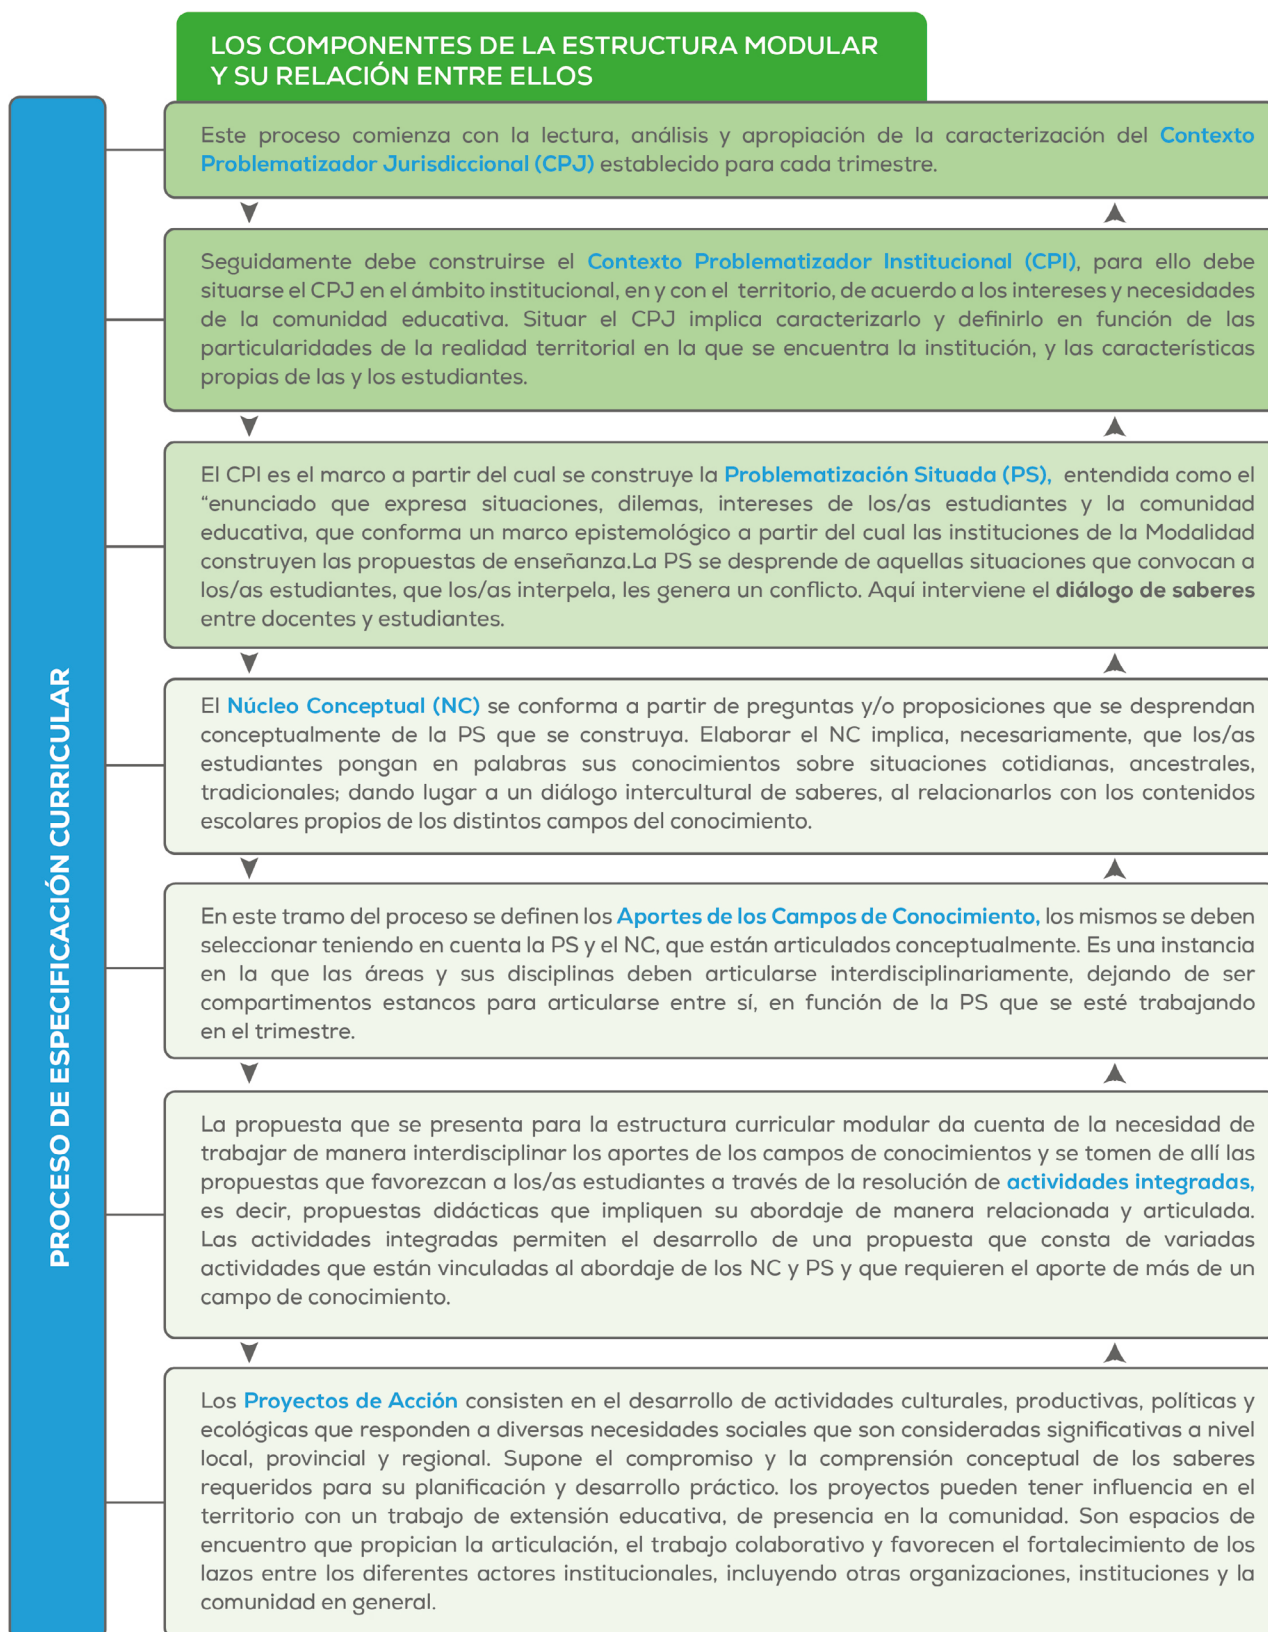 LOS COMPONENTES DE LA ESTRUCTURA MODULAR
Y SU RELACIÓN ENTRE ELLOS
PROCESO DE ESPECIFICACIÓN CURRICULAR
Este proceso comienza con la lectura, análisis y apropiación de la caracterización del Contexto
Problematizador Jurisdiccional (CPJ) establecido para cada trimestre.
Seguidamente debe construirse el Contexto Problematizador Institucional (CPI), para ello debe
situarse el CPJ en el ámbito institucional, en y con el territorio, de acuerdo a los intereses y necesidades
de la comunidad educativa. Situar el CPJ implica caracterizarlo y definirlo en función de las
particularidades de la realidad territorial en la que se encuentra la institución, y las características
propias de las y los estudiantes.
El CPI es el marco a partir del cual se construye la Problematización Situada (PS), entendida como el
“enunciado que expresa situaciones, dilemas, intereses de los/as estudiantes y la comunidad
educativa, que conforma un marco epistemológico a partir del cual las instituciones de la Modalidad
construyen las propuestas de enseñanza.La PS se desprende de aquellas situaciones que convocan a
los/as estudiantes, que los/as interpela, les genera un conflicto. Aquí interviene el diálogo de saberes
entre docentes y estudiantes.
El Núcleo Conceptual (NC) se conforma a partir de preguntas y/o proposiciones que se desprendan
conceptualmente de la PS que se construya. Elaborar el NC implica, necesariamente, que los/as
estudiantes pongan en palabras sus conocimientos sobre situaciones cotidianas, ancestrales,
tradicionales; dando lugar a un diálogo intercultural de saberes, al relacionarlos con los contenidos
escolares propios de los distintos campos del conocimiento.
En este tramo del proceso se definen los Aportes de los Campos de Conocimiento, los mismos se deben
seleccionar teniendo en cuenta la PS y el NC, que están articulados conceptualmente. Es una instancia
en la que las áreas y sus disciplinas deben articularse interdisciplinariamente, dejando de ser
compartimentos estancos para articularse entre sí, en función de la PS que se esté trabajando
en el trimestre.
La propuesta que se presenta para la estructura curricular modular da cuenta de la necesidad de
trabajar de manera interdisciplinar los aportes de los campos de conocimientos y se tomen de allí las
propuestas que favorezcan a los/as estudiantes a través de la resolución de actividades integradas,
es decir, propuestas didácticas que impliquen su abordaje de manera relacionada y articulada.
Las actividades integradas permiten el desarrollo de una propuesta que consta de variadas
actividades que están vinculadas al abordaje de los NC y PS y que requieren el aporte de más de un
campo de conocimiento.
Los Proyectos de Acción consisten en el desarrollo de actividades culturales, productivas, políticas y
ecológicas que responden a diversas necesidades sociales que son consideradas significativas a nivel
local, provincial y regional. Supone el compromiso y la comprensión conceptual de los saberes
requeridos para su planificación y desarrollo práctico. los proyectos pueden tener influencia en el
territorio con un trabajo de extensión educativa, de presencia en la comunidad. Son espacios de
encuentro que propician la articulación, el trabajo colaborativo y favorecen el fortalecimiento de los
lazos entre los diferentes actores institucionales, incluyendo otras organizaciones, instituciones y la
comunidad en general.